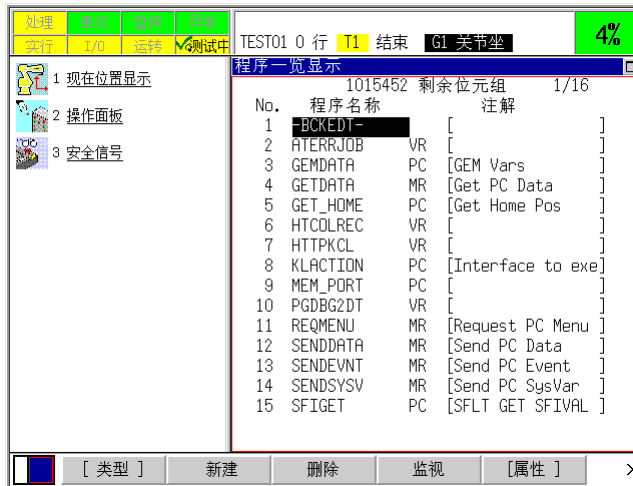 处理 单步 暂停 异常
实行 I/O 运转 测试中
TEST01 0 行 T1 结束 G1 关节坐
4%
1 现在位置显示
2 操作面板
3 安全信号
程序一览显示
1015452 剩余位元组 1/16
No. 程序名称 注解
1 -BCKEDT- [ ]
2 ATERRJOB VR [ ]
3 GEMDATA PC [GEM Vars ]
4 GETDATA MR [Get PC Data ]
5 GET_HOME PC [Get Home Pos ]
6 HTCOLREC VR [ ]
7 HTTPKCL VR [ ]
8 KLACTION PC [Interface to exe]
9 MEM_PORT PC [ ]
10 PGDBG2DT VR [ ]
11 REQMENU MR [Request PC Menu ]
12 SENDDATA MR [Send PC Data ]
13 SENDEVNT MR [Send PC Event ]
14 SENDSYSV MR [Send PC SysVar ]
15 SFIGET PC [SFLT GET SFIVAL ]
[ 类型 ] 新建 删除 监视 [属性 ] >